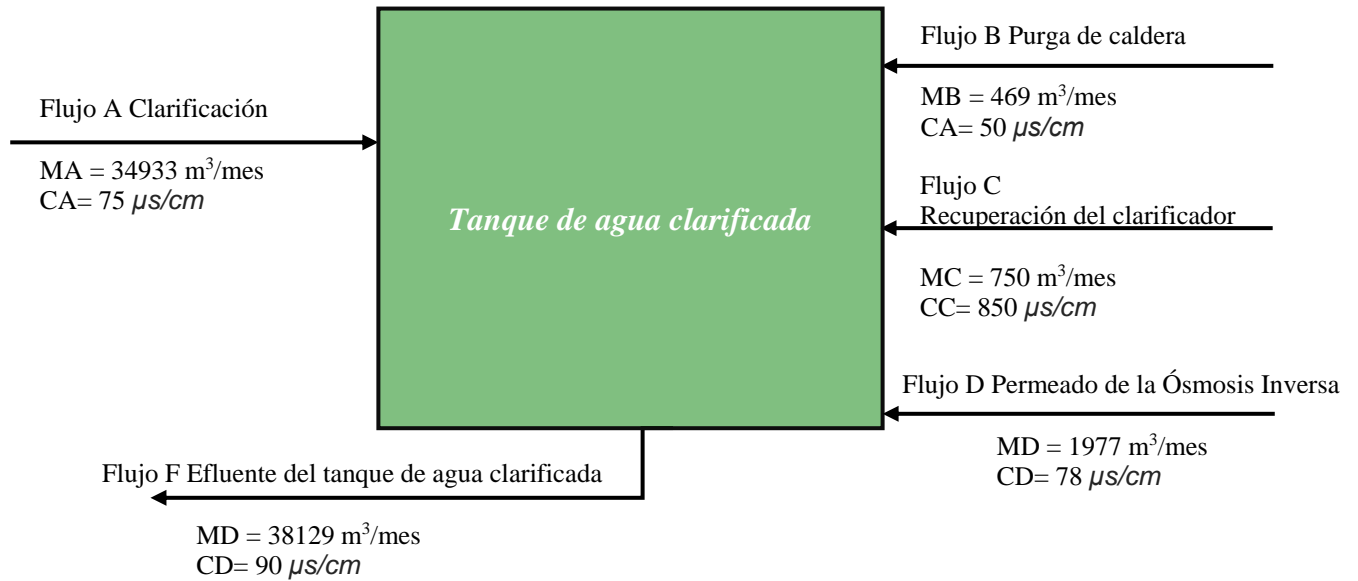 Flujo A Clarificación
MA = 34933 m³/mes
CA= 75 µs/cm
Tanque de agua clarificada
Flujo B Purga de caldera
MB = 469 m³/mes
CA= 50 µs/cm
Flujo C
Recuperación del clarificador
MC = 750 m³/mes
CC= 850 µs/cm
Flujo D Permeado de la Ósmosis Inversa
MD = 1977 m³/mes
CD= 78 µs/cm
Flujo F Efluente del tanque de agua clarificada
MD = 38129 m³/mes
CD= 90 µs/cm